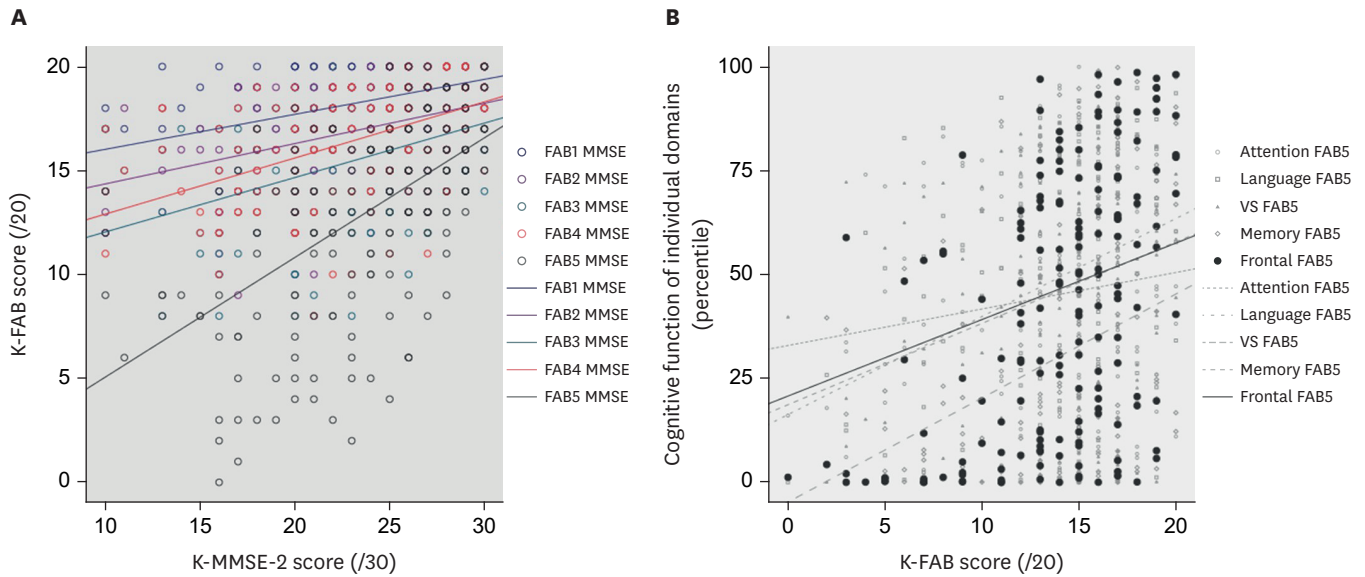 A
K-FAB score (/20)
20
15
10
5
0
10 15 20 25 30
K-MMSE-2 score (/30)
FAB1 MMSE
FAB2 MMSE
FAB3 MMSE
FAB4 MMSE
FAB5 MMSE
FAB1 MMSE
FAB2 MMSE
FAB3 MMSE
FAB4 MMSE
FAB5 MMSE
B
Cognitive function of individual domains
(percentile)
100
75
50
25
0
0 5 10 15 20
K-FAB score (/20)
Attention FAB5
Language FAB5
VS FAB5
Memory FAB5
Frontal FAB5
Attention FAB5
Language FAB5
VS FAB5
Memory FAB5
Frontal FAB5